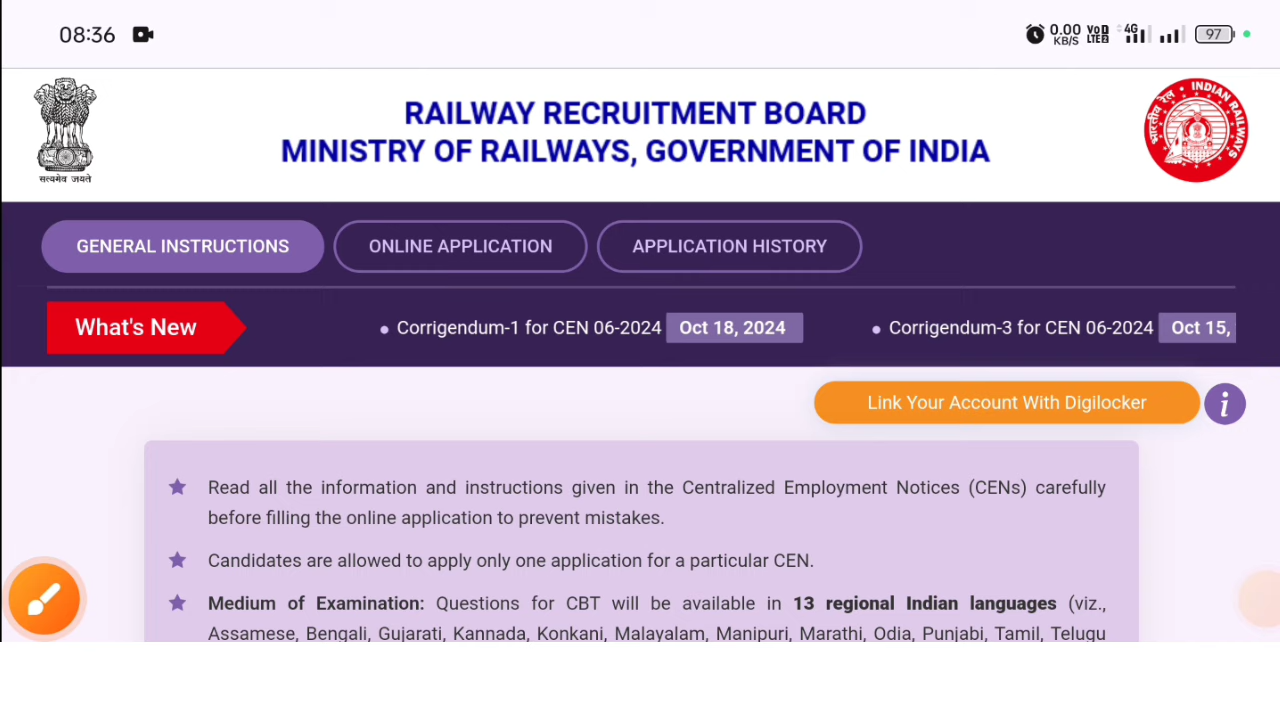 08:36
0.00
KB/S
Vo
LTE2
4G
97
सत्यमेव जयते
RAILWAY RECRUITMENT BOARD
MINISTRY OF RAILWAYS, GOVERNMENT OF INDIA
भारतीय रेल
INDIAN RAILWAYS
GENERAL INSTRUCTIONS
ONLINE APPLICATION
APPLICATION HISTORY
What's New
Corrigendum-1 for CEN 06-2024 Oct 18, 2024
Corrigendum-3 for CEN 06-2024 Oct 15,
Link Your Account With Digilocker
i
Read all the information and instructions given in the Centralized Employment Notices (CENs) carefully
before filling the online application to prevent mistakes.
Candidates are allowed to apply only one application for a particular CEN.
Medium of Examination: Questions for CBT will be available in 13 regional Indian languages (viz.,
Assamese, Bengali, Gujarati, Kannada, Konkani, Malayalam, Manipuri, Marathi, Odia, Punjabi, Tamil, Telugu